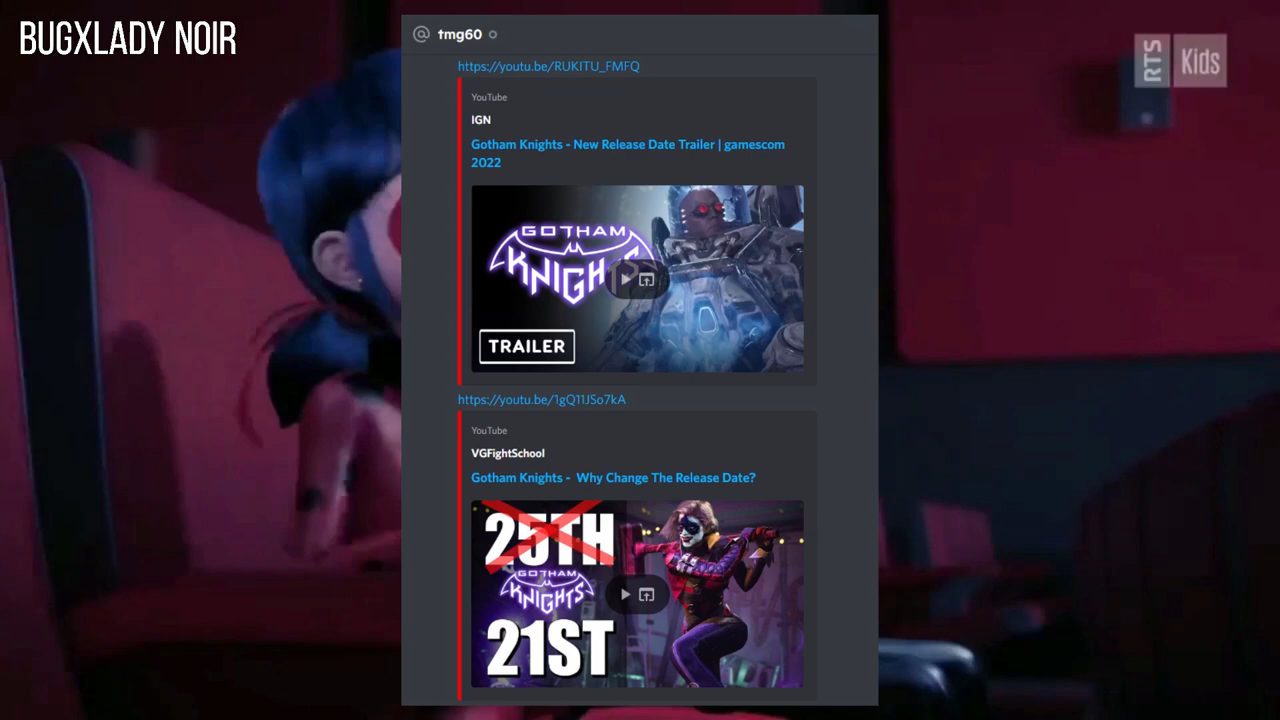 BUGXLADY NOIR
@ tmg60
RTS Kids
https://youtu.be/RUKITU_FMFQ
YouTube
IGN
Gotham Knights - New Release Date Trailer | gamescom
2022
GOTHAM
KNIGHTS
TRAILER
https://youtu.be/1gQ11JSo7kA
YouTube
VGFightSchool
Gotham Knights - Why Change The Release Date?
25TH
GOTHAM
KNIGHTS
21ST